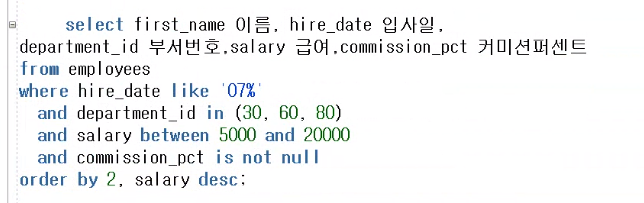 select first_name 이름, hire_date 입사일,
department_id 부서번호,salary 급여,commission_pct 커미션퍼센트
from employees
where hire_date like '07%'
and department_id in (30, 60, 80)
and salary between 5000 and 20000
and commission_pct is not null
order by 2, salary desc;